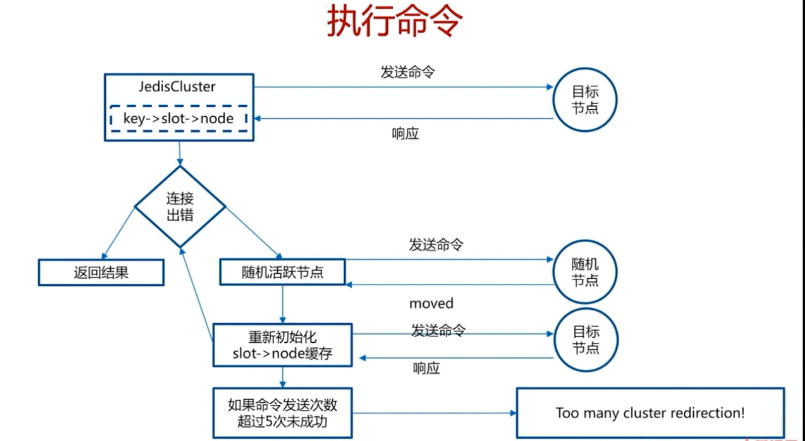 执行命令
JedisCluster
key->slot->node
发送命令
响应
目标
节点
连接
出错
返回结果
随机活跃节点
发送命令
moved
随机
节点
重新初始化
slot->node缓存
发送命令
响应
目标
节点
如果命令发送次数
超过5次未成功
Too many cluster redirection!